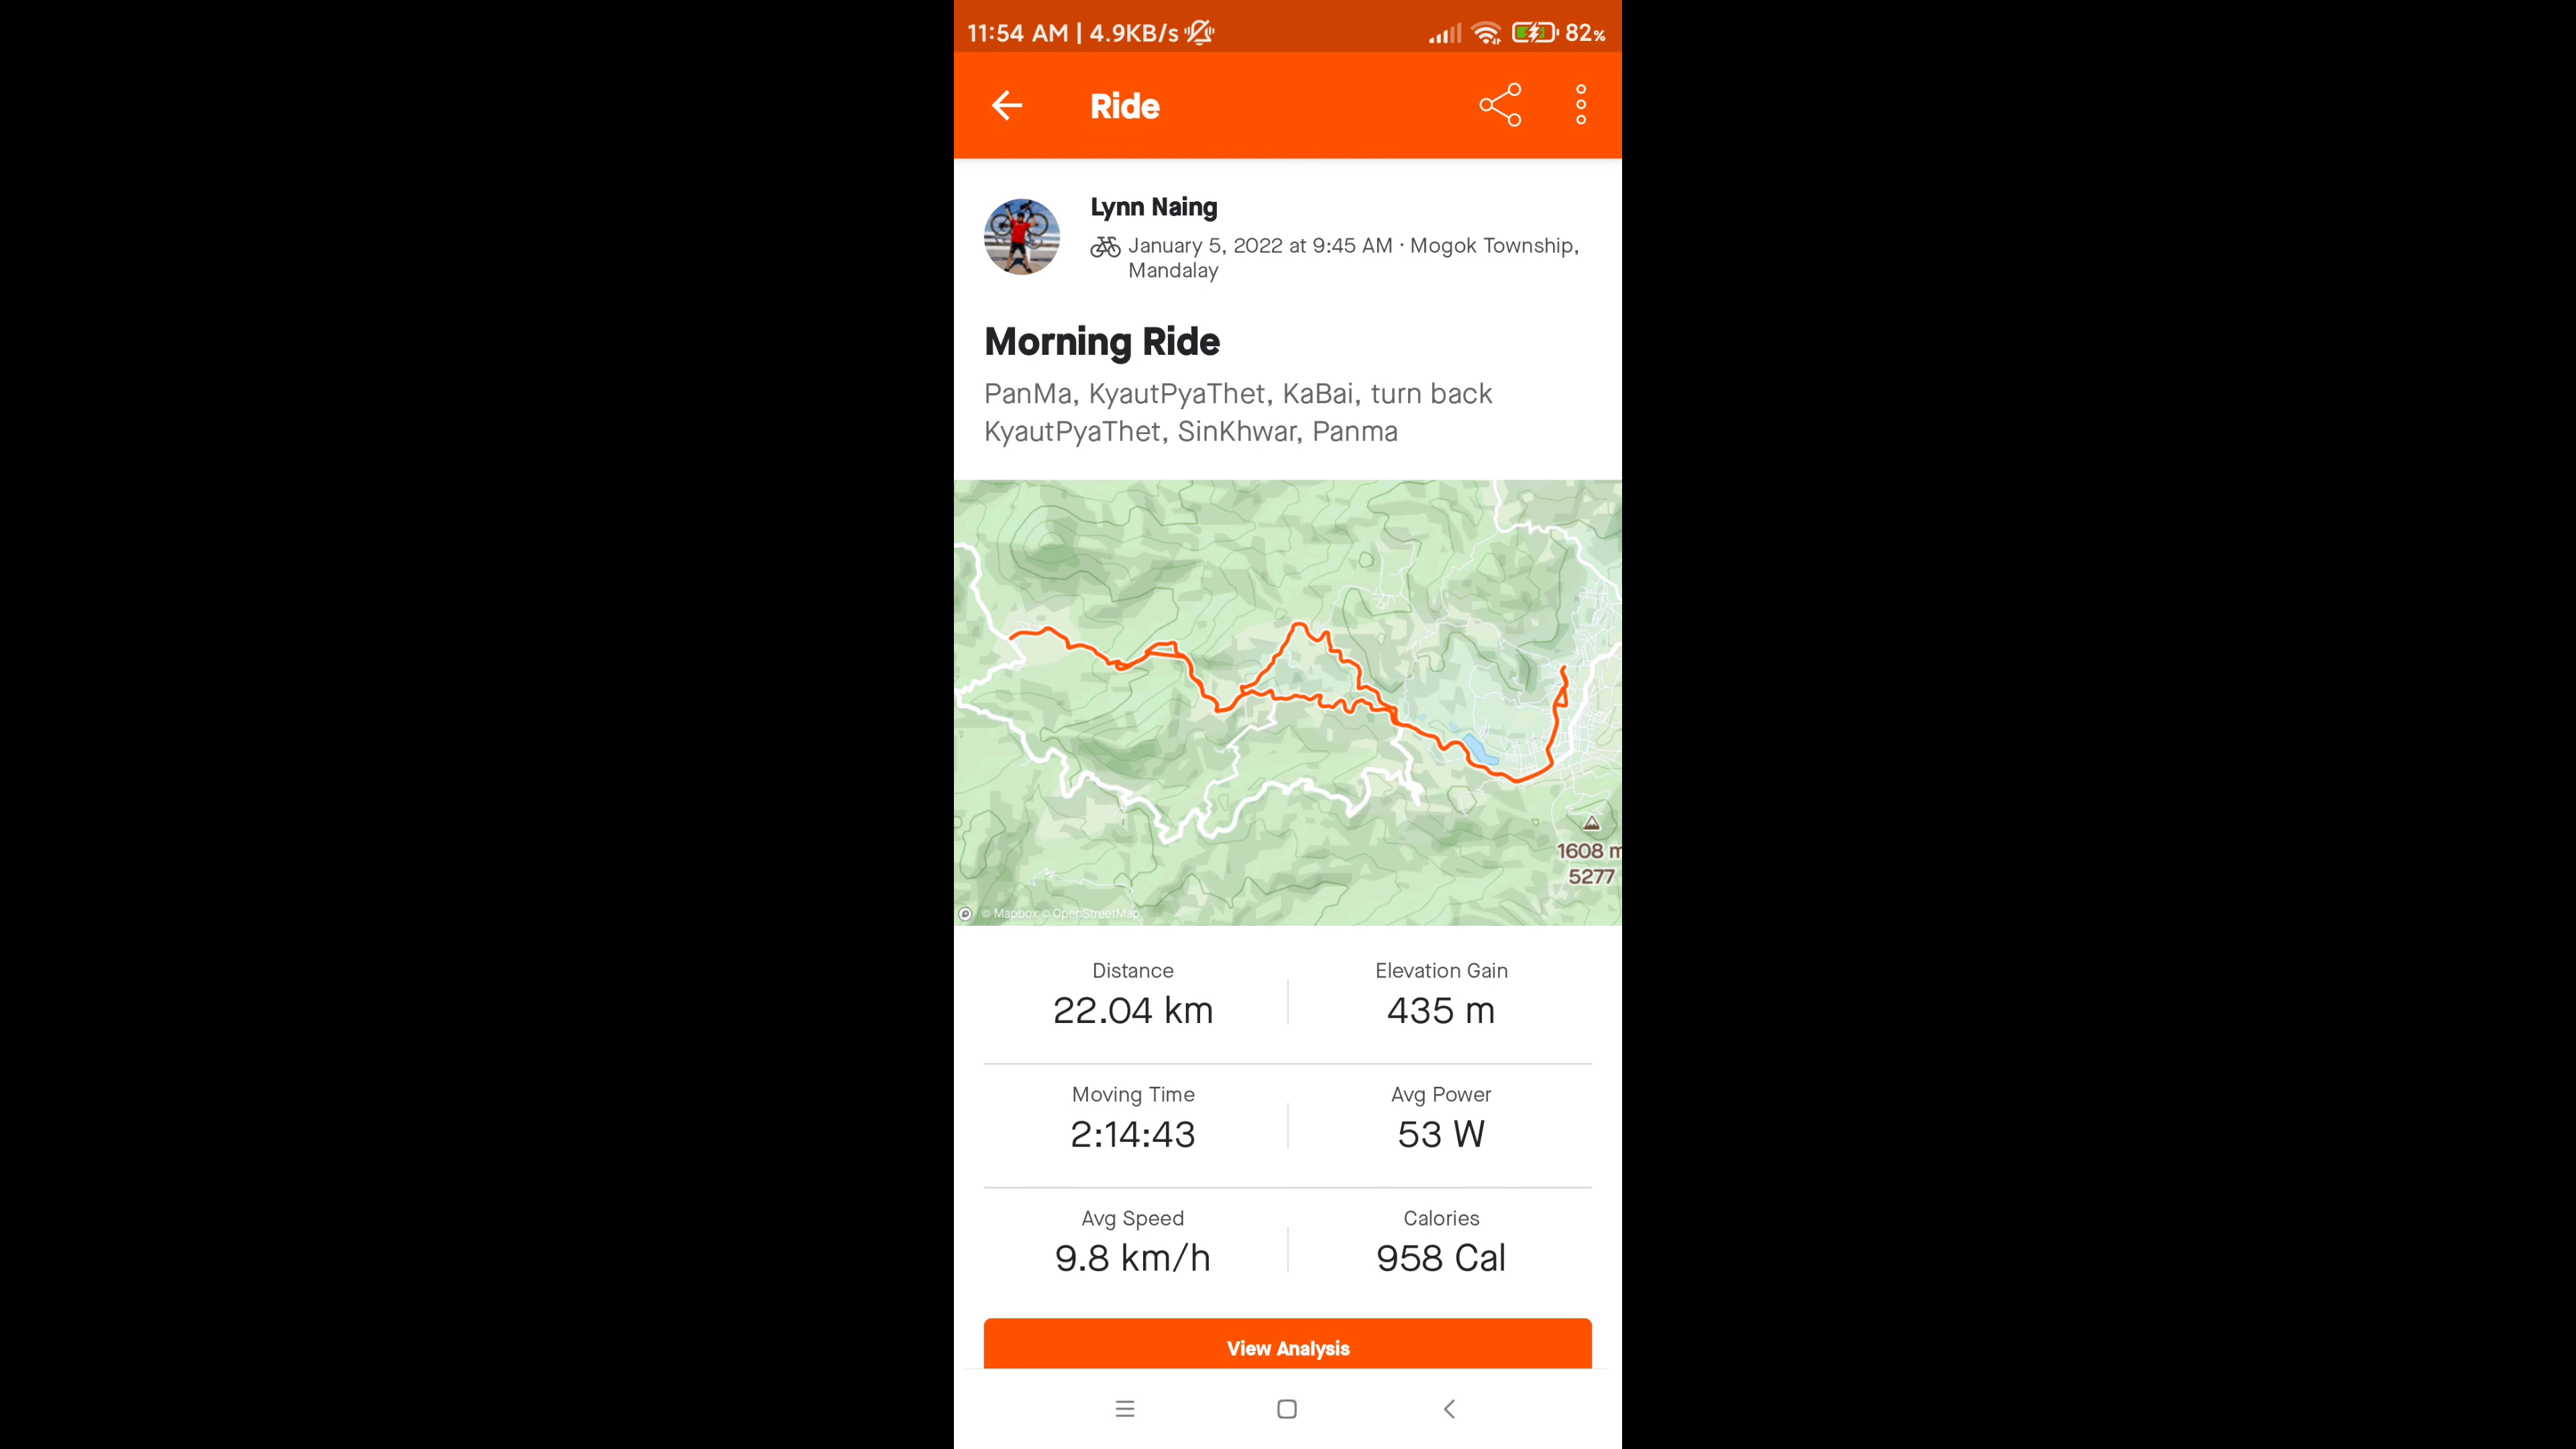 11:54 AM | 4.9KB/s 82%
Ride
Lynn Naing
January 5, 2022 at 9:45 AM · Mogok Township,
Mandalay
Morning Ride
PanMa, KyautPyaThet, KaBai, turn back
KyautPyaThet, SinKhwar, Panma
1608 m
5277
© Mapbox © OpenStreetMap
Distance
22.04 km
Elevation Gain
435 m
Moving Time
2:14:43
Avg Power
53 W
Avg Speed
9.8 km/h
Calories
958 Cal
View Analysis